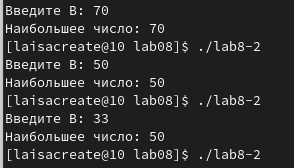 Введите B: 70
Наибольшее число: 70
[laisacreate@10 lab08]$ ./lab8-2
Введите B: 50
Наибольшее число: 50
[laisacreate@10 lab08]$ ./lab8-2
Введите B: 33
Наибольшее число: 50
[laisacreate@10 lab08]$ ./lab8-2